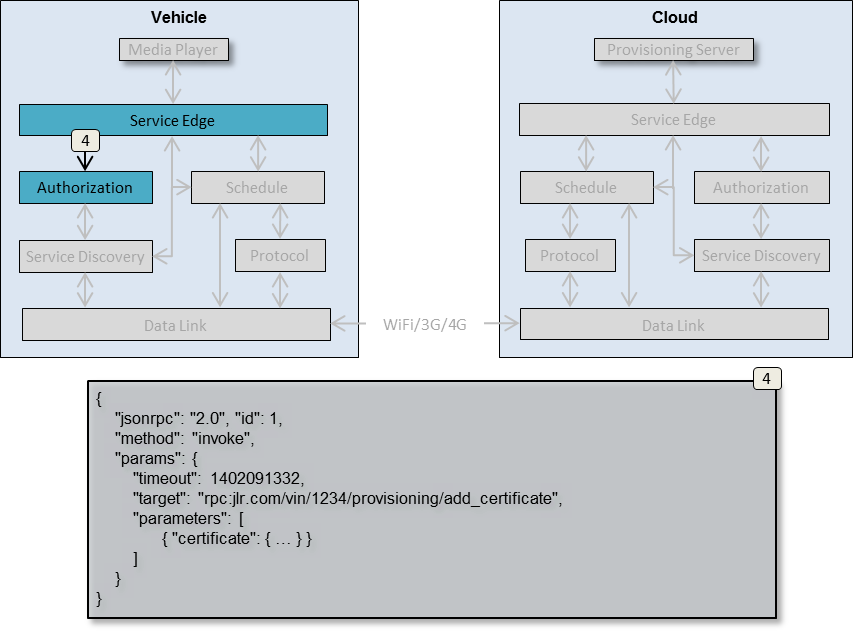 Vehicle
Media Player
Service Edge
4
Authorization
Schedule
Service Discovery
Protocol
Data Link
WiFi/3G/4G
Cloud
Provisioning Server
Service Edge
Schedule
Authorization
Protocol
Service Discovery
Data Link
4
{
"jsonrpc": "2.0", "id": 1,
"method": "invoke",
"params": {
"timeout": 1402091332,
"target": "rpc:jlr.com/vin/1234/provisioning/add_certificate",
"parameters": [
{ "certificate": { … } }
]
}
}